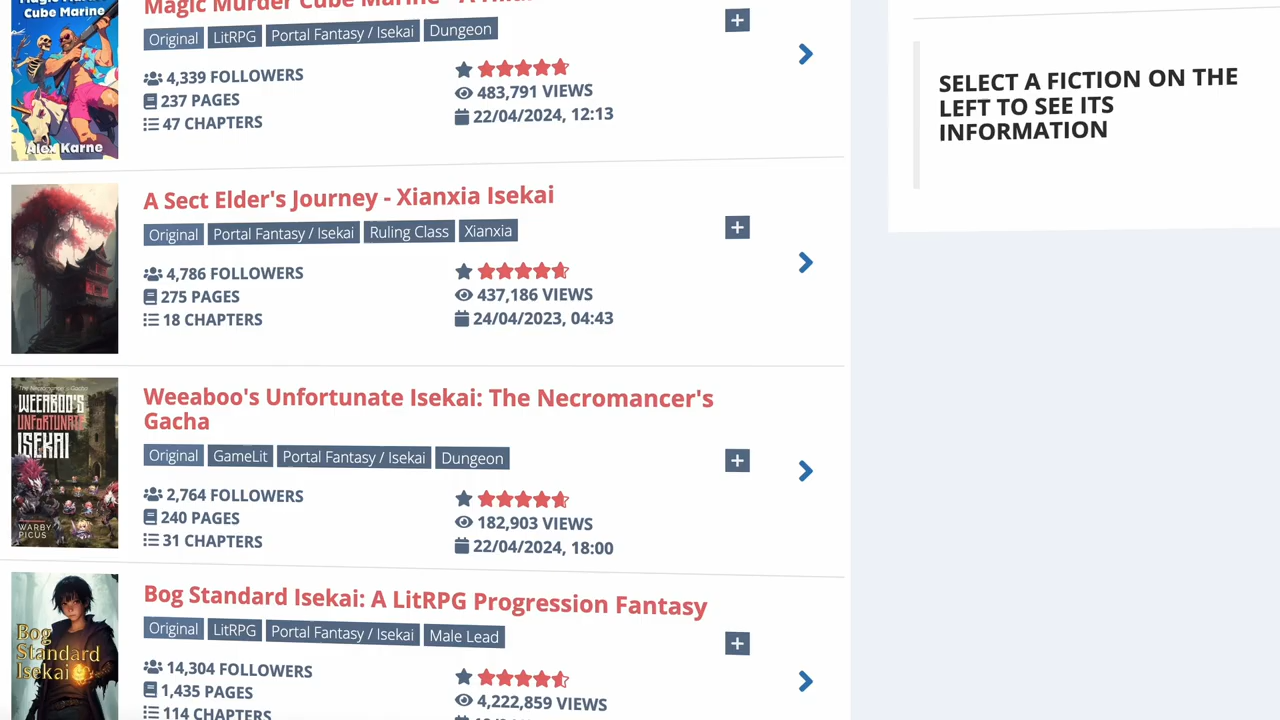 Cube Marine
Alex Karne
Original LitRPG Portal Fantasy / Isekai Dungeon
4,339 FOLLOWERS
237 PAGES
47 CHAPTERS
483,791 VIEWS
22/04/2024, 12:13
A Sect Elder's Journey - Xianxia Isekai
Original Portal Fantasy / Isekai Ruling Class Xianxia
4,786 FOLLOWERS
275 PAGES
18 CHAPTERS
437,186 VIEWS
24/04/2023, 04:43
The Necromancer's Gacha
WEEABOO'S
UNFORTUNATE
ISEKAI
WARBY
PICUS
Weeaboo's Unfortunate Isekai: The Necromancer's
Gacha
Original GameLit Portal Fantasy / Isekai Dungeon
2,764 FOLLOWERS
240 PAGES
31 CHAPTERS
182,903 VIEWS
22/04/2024, 18:00
Bog
Standard
Isekai
Bog Standard Isekai: A LitRPG Progression Fantasy
Original LitRPG Portal Fantasy / Isekai Male Lead
14,304 FOLLOWERS
1,435 PAGES
114 CHAPTERS
4,222,859 VIEWS
SELECT A FICTION ON THE
LEFT TO SEE ITS
INFORMATION